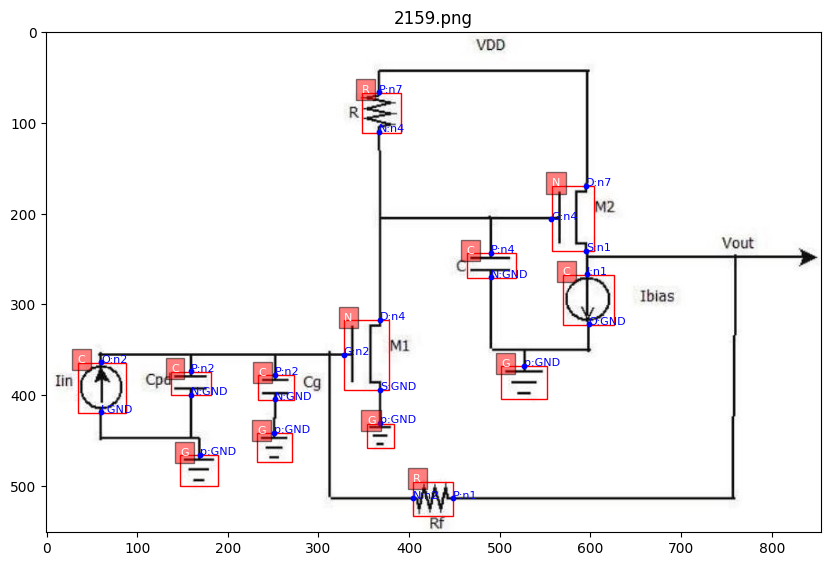 2159.png
VDD
R
P:n7
R
N:n4
N
D:n7
M2
G:n4
S:n1
C
P:n4
C
N:GND
Vout
C
I:n1
Ibias
O:GND
N
D:n4
M1
G:n2
S:GND
C
O:n2
Iin
I:GND
C
P:n2
Cpd
N:GND
C
P:n2
Cg
N:GND
G
p:GND
G
p:GND
G
p:GND
G
p:GND
R
P:n1
Rf
0
100
200
300
400
500
0
100
200
300
400
500
600
700
800